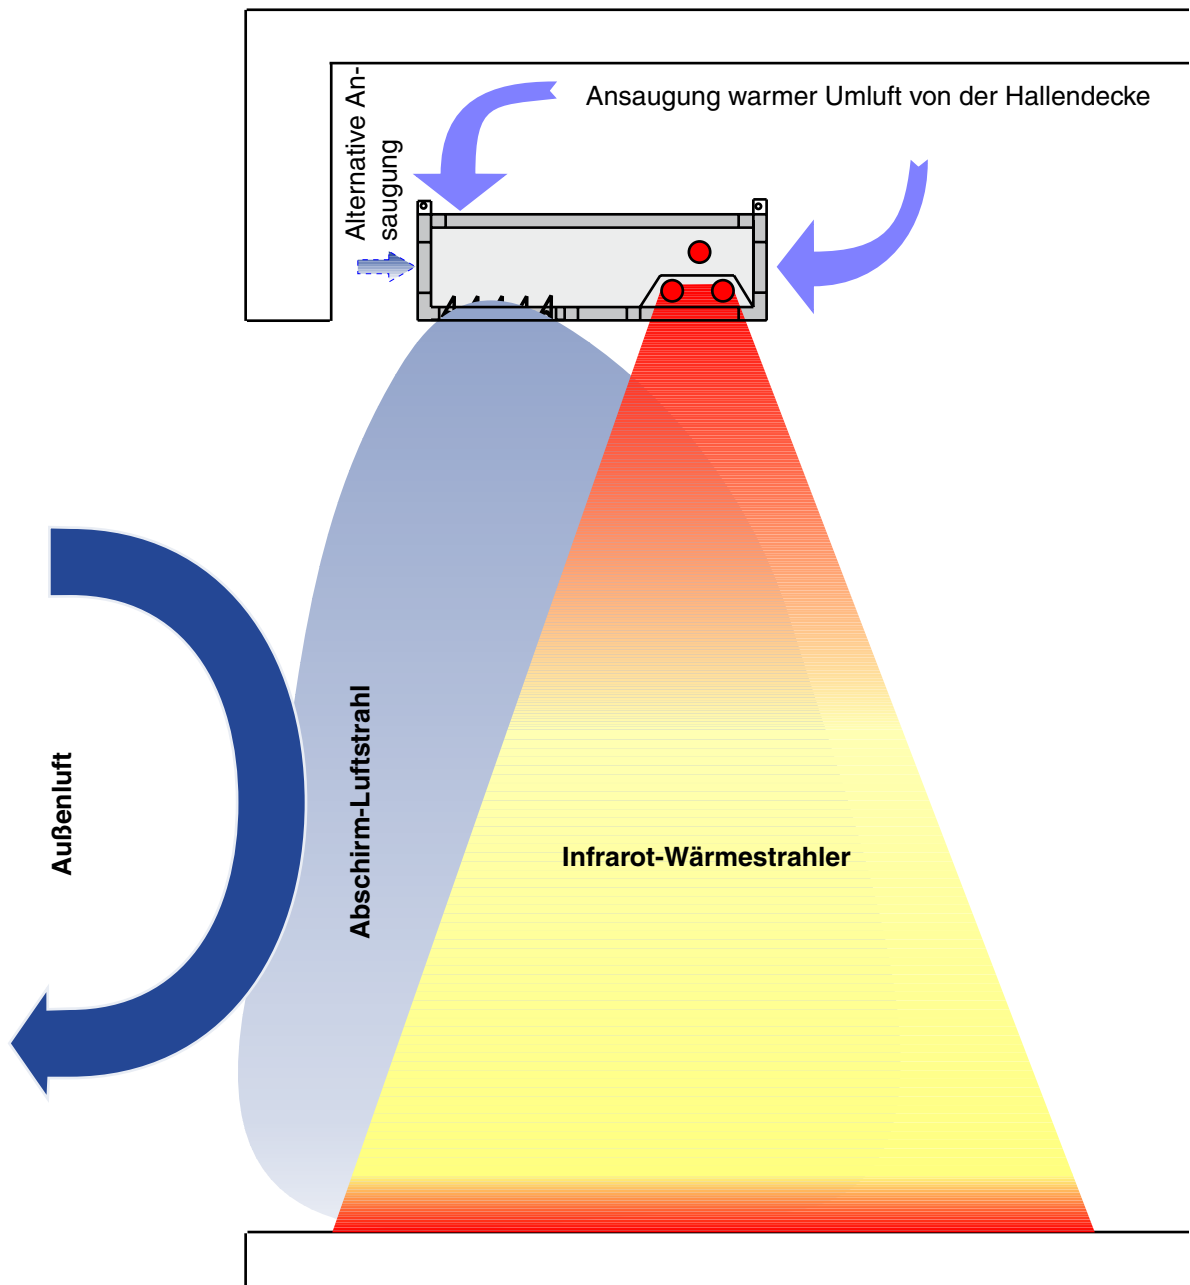 Alternative An-
saugung
Ansaugung warmer Umluft von der Hallendecke
Außenluft
Abschirm-Luftstrahl
Infrarot-Wärmestrahler